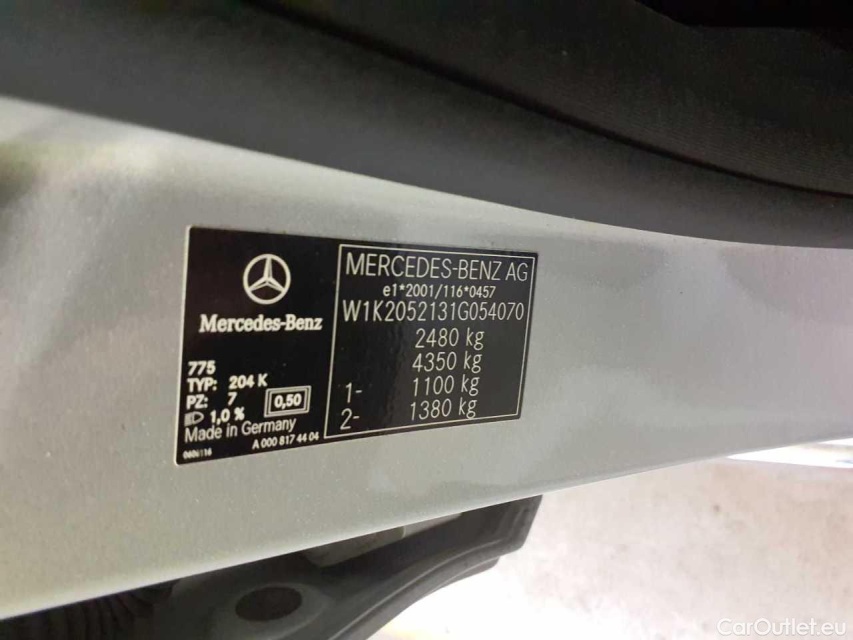 Mercedes-Benz
775
TYP: 204 K
PZ: 7
0,50
1,0 %
Made in Germany
A 000 817 44 04
MERCEDES-BENZ AG
e1*2001/116*0457
W1K2052131G054070
2480 kg
4350 kg
1- 1100 kg
2- 1380 kg
CarOutlet.eu